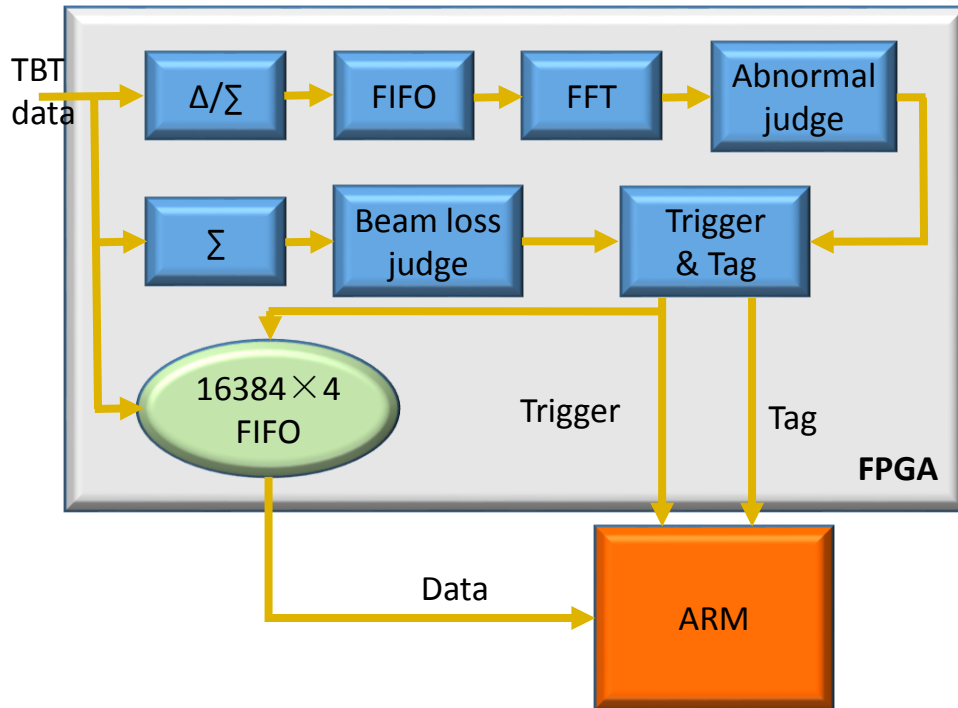 TBT
data
Δ/∑
FIFO
FFT
Abnormal
judge
∑
Beam loss
judge
Trigger
& Tag
16384×4
FIFO
Trigger
Tag
FPGA
Data
ARM